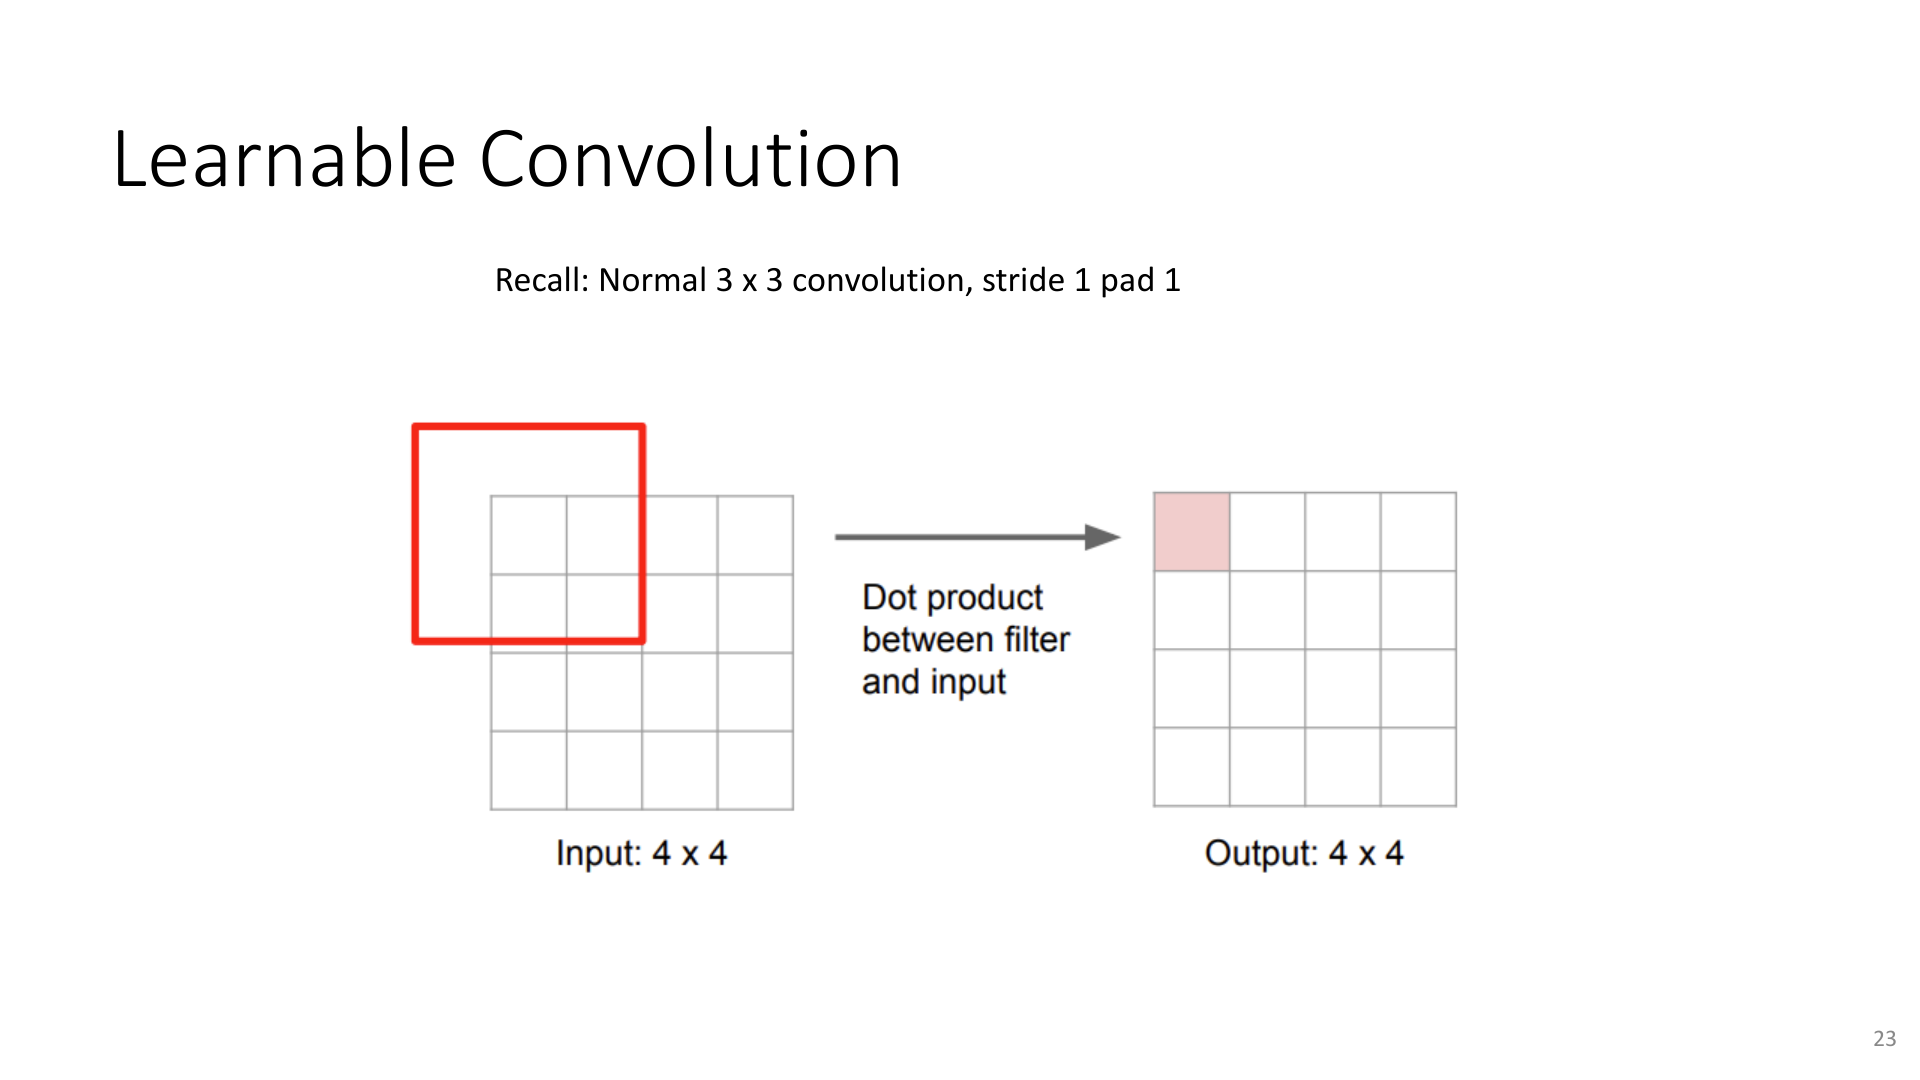 Learnable Convolution
Recall: Normal 3 x 3 convolution, stride 1 pad 1
Dot product
between filter
and input
Input: 4 x 4
Output: 4 x 4
23